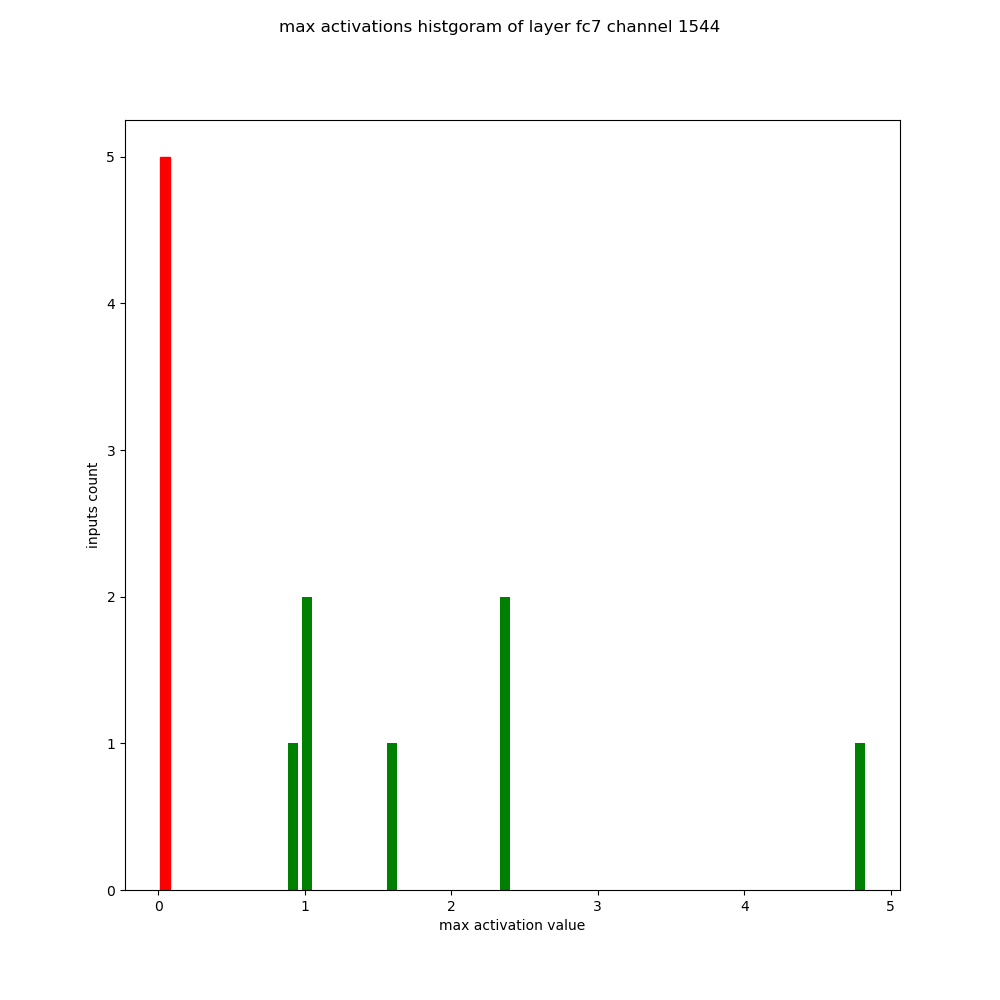 max activations histgoram of layer fc7 channel 1544
5
4
3
2
1
0
inputs count
0 1 2 3 4 5
max activation value